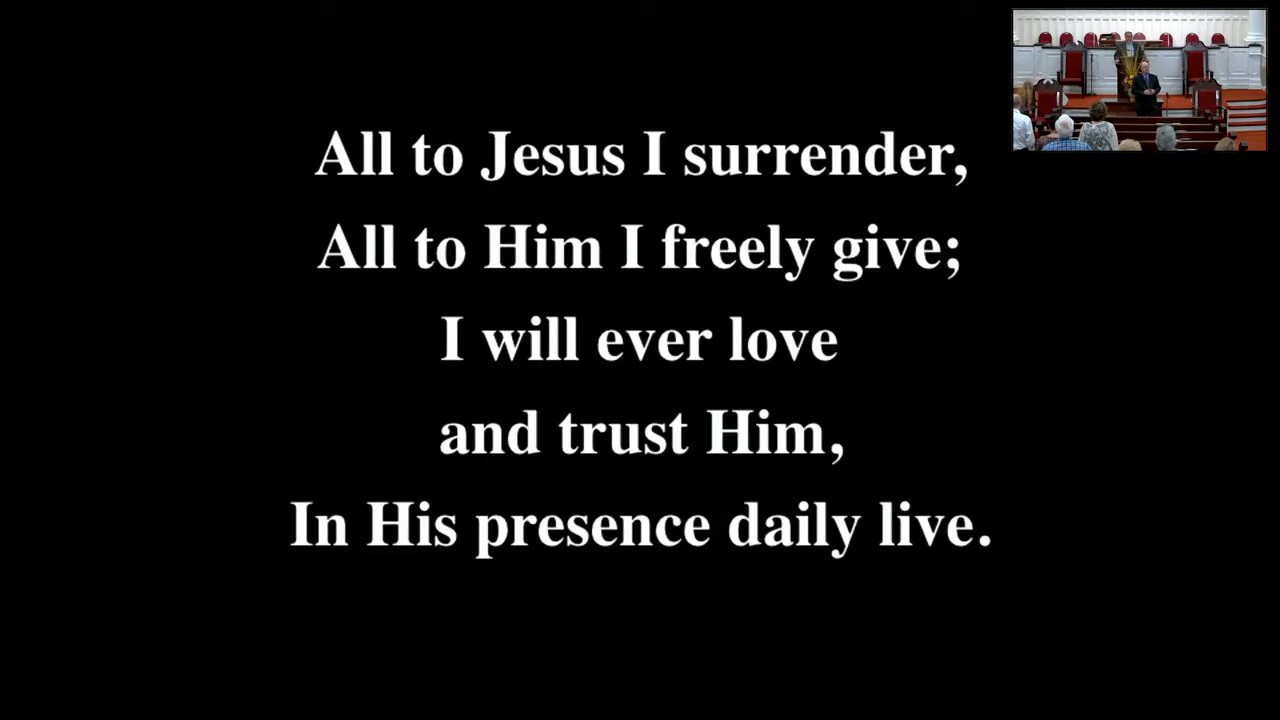 All to Jesus I surrender,
All to Him I freely give;
I will ever love
and trust Him,
In His presence daily live.